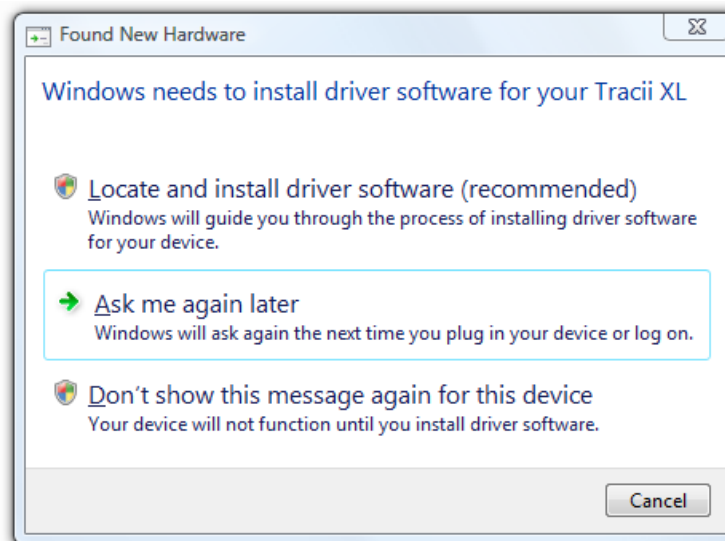 Found New Hardware
Windows needs to install driver software for your Tracii XL
Locate and install driver software (recommended)
Windows will guide you through the process of installing driver software
for your device.
Ask me again later
Windows will ask again the next time you plug in your device or log on.
Don't show this message again for this device
Your device will not function until you install driver software.
Cancel